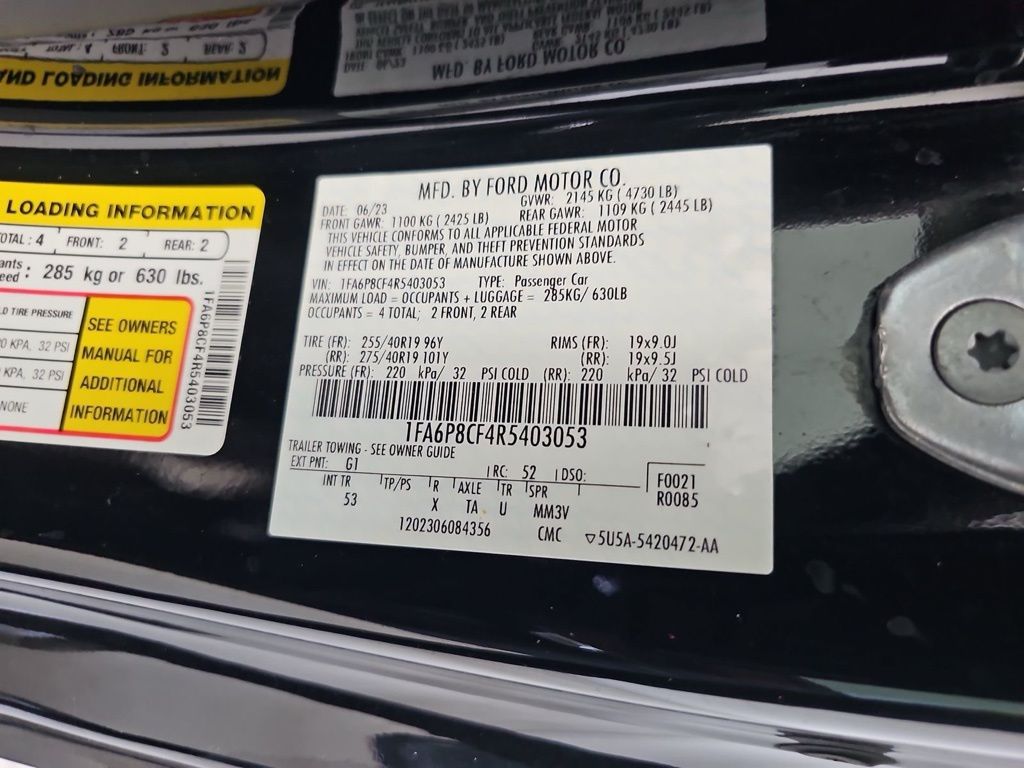 LOADING INFORMATION
TOTAL: 4 FRONT: 2 REAR: 2
285 kg or 630 lbs.
TIRE PRESSURE
KPA, 32 PSI
KPA, 32 PSI
NONE
SEE OWNERS
MANUAL FOR
ADDITIONAL
INFORMATION
1FA6P8CF4R5403053
MFD. BY FORD MOTOR CO.
DATE: 06/23 GVWR: 2145 KG ( 4730 LB)
FRONT GAWR: 1100 KG ( 2425 LB) REAR GAWR: 1109 KG ( 2445 LB)
THIS VEHICLE CONFORMS TO ALL APPLICABLE FEDERAL MOTOR
VEHICLE SAFETY, BUMPER, AND THEFT PREVENTION STANDARDS
IN EFFECT ON THE DATE OF MANUFACTURE SHOWN ABOVE.
VIN: 1FA6P8CF4R5403053 TYPE: Passenger Car
MAXIMUM LOAD = OCCUPANTS + LUGGAGE = 285KG/ 630LB
OCCUPANTS = 4 TOTAL; 2 FRONT, 2 REAR
TIRE (FR): 255/40R19 96Y RIMS (FR): 19x9.0J
(RR): 275/40R19 101Y (RR): 19x9.5J
PRESSURE (FR): 220 kPa/ 32 PSI COLD (RR): 220 kPa/ 32 PSI COLD
1FA6P8CF4R5403053
TRAILER TOWING - SEE OWNER GUIDE
EXT PNT: G1 RC: 52 DSO: F0021
R0085
INT TR TP/PS R AXLE TR SPR
53 X TA U MM3V
1202306084356 CMC ▽5U5A-5420472-AA